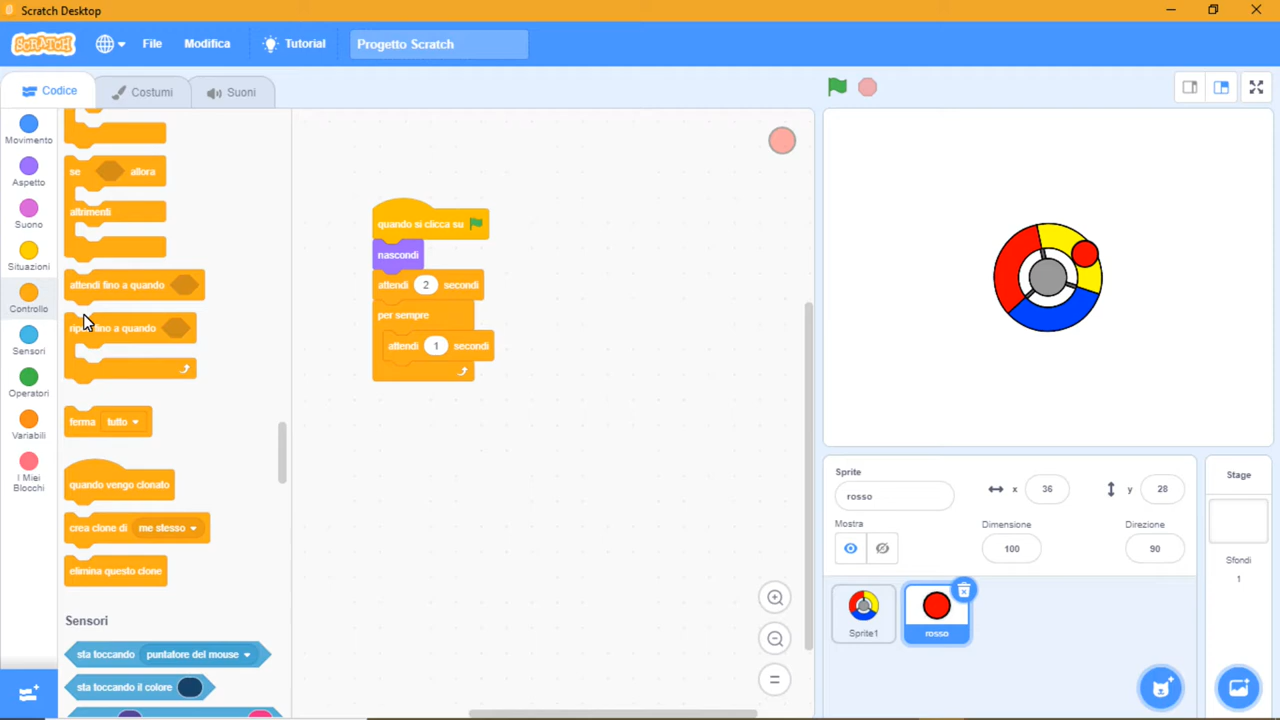 Scratch Desktop
SCRATCH
File
Modifica
Tutorial
Progetto Scratch
Codice
Costumi
Suoni
Movimento
Aspetto
Suono
Situazioni
Controllo
Sensori
Operatori
Variabili
I Miei
Blocchi
se allora
altrimenti
attendi fino a quando
fino a quando
ferma tutto
quando vengo clonato
crea clone di me stesso
elimina questo clone
Sensori
sta toccando puntatore del mouse
sta toccando il colore
quando si clicca su
nascondi
attendi 2 secondi
per sempre
attendi 1 secondi
Sprite
rosso
x 36
y 28
Mostra
Dimensione
100
Direzione
90
Sprite1
rosso
Stage
Sfondi
1